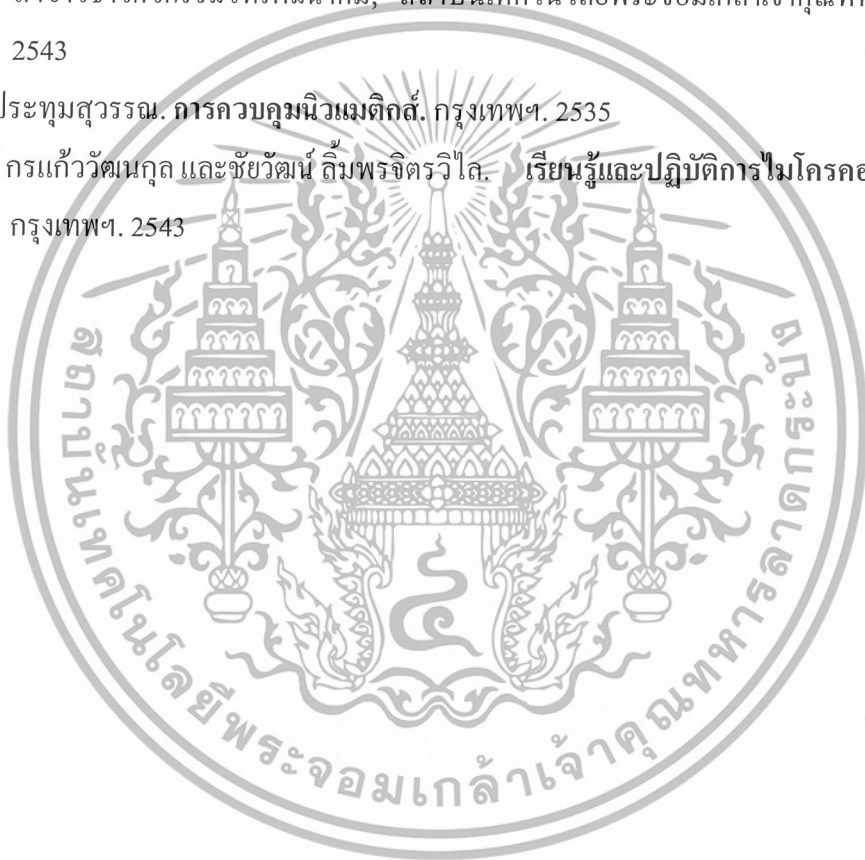 2543
ประทุมสุวรรณ. การควบคุมนิวแมติกส์. กรุงเทพฯ. 2535
กรแก้ววัฒนกุล และชัยวัฒน์ ลิ้มพรจิตรวิไล. เรียนรู้และปฏิบัติการไมโครคอ
กรุงเทพฯ. 2543
สถาบันเทคโนโลยีพระจอมเกล้าเจ้าคุณทหารลาดกระบัง